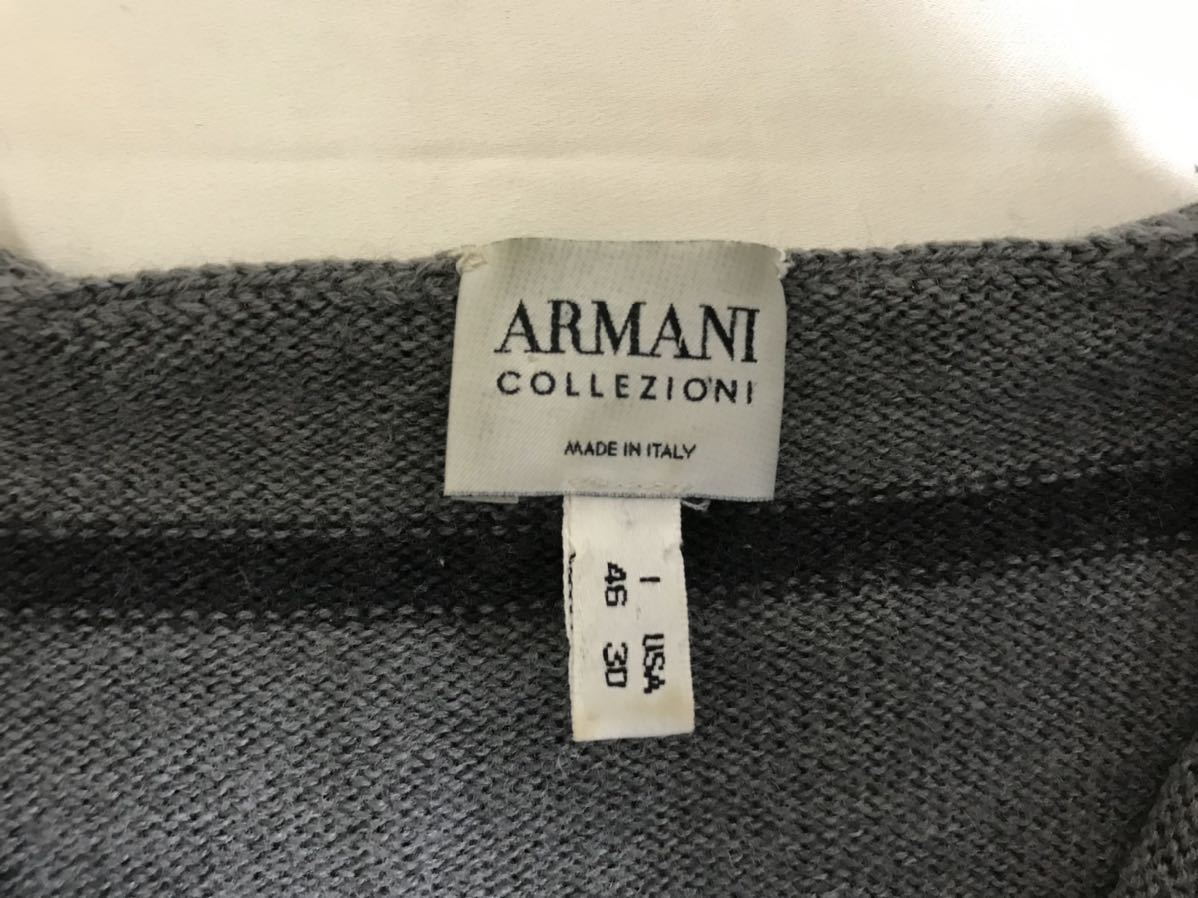 ARMANI
COLLEZIONI
MADE IN ITALY
I USA
46 30